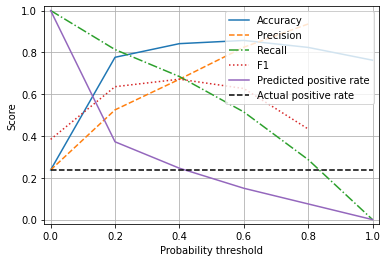 1.0
0.8
0.6
0.4
0.2
0.0
Score
Accuracy
Precision
Recall
F1
Predicted positive rate
Actual positive rate
0.0 0.2 0.4 0.6 0.8 1.0
Probability threshold